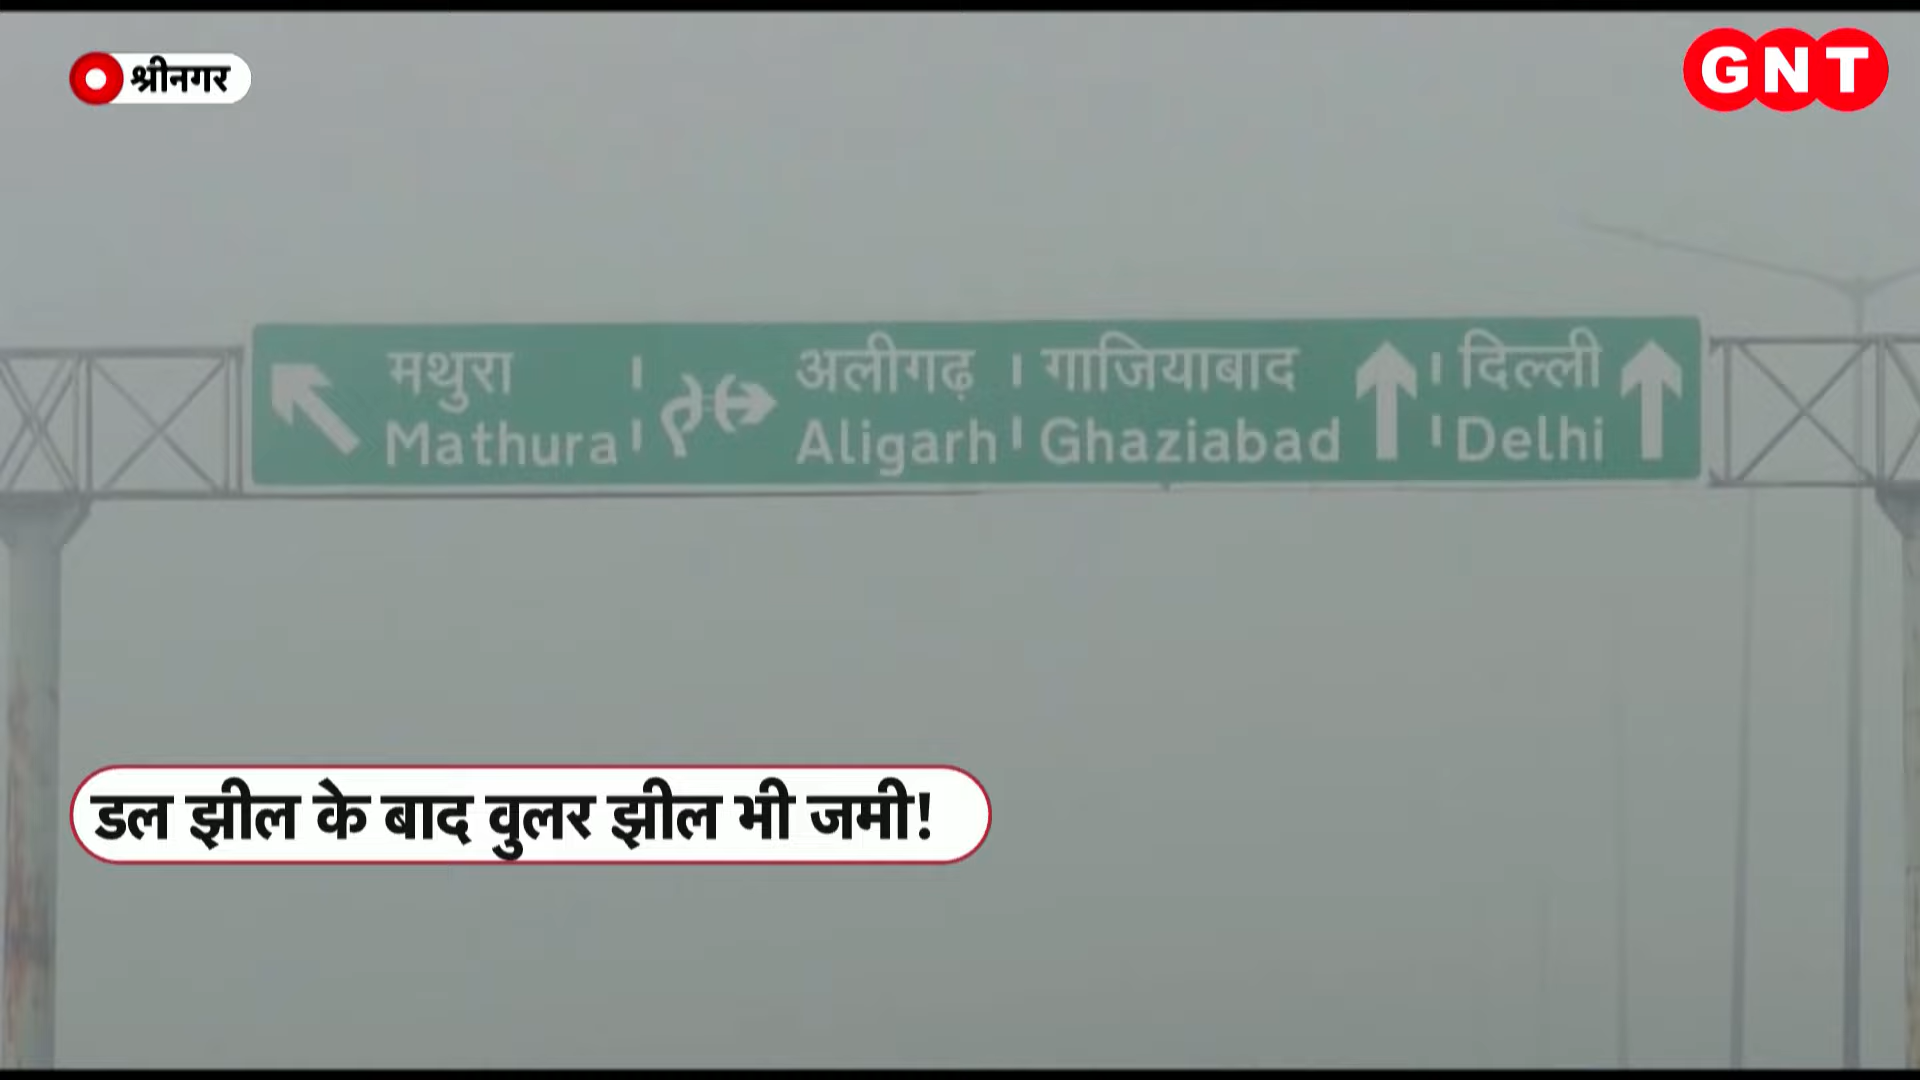 श्रीनगर
GNT
मथुरा अलीगढ़ गाजियाबाद दिल्ली
Mathura Aligarh Ghaziabad Delhi
डल झील के बाद वुलर झील भी जमी!